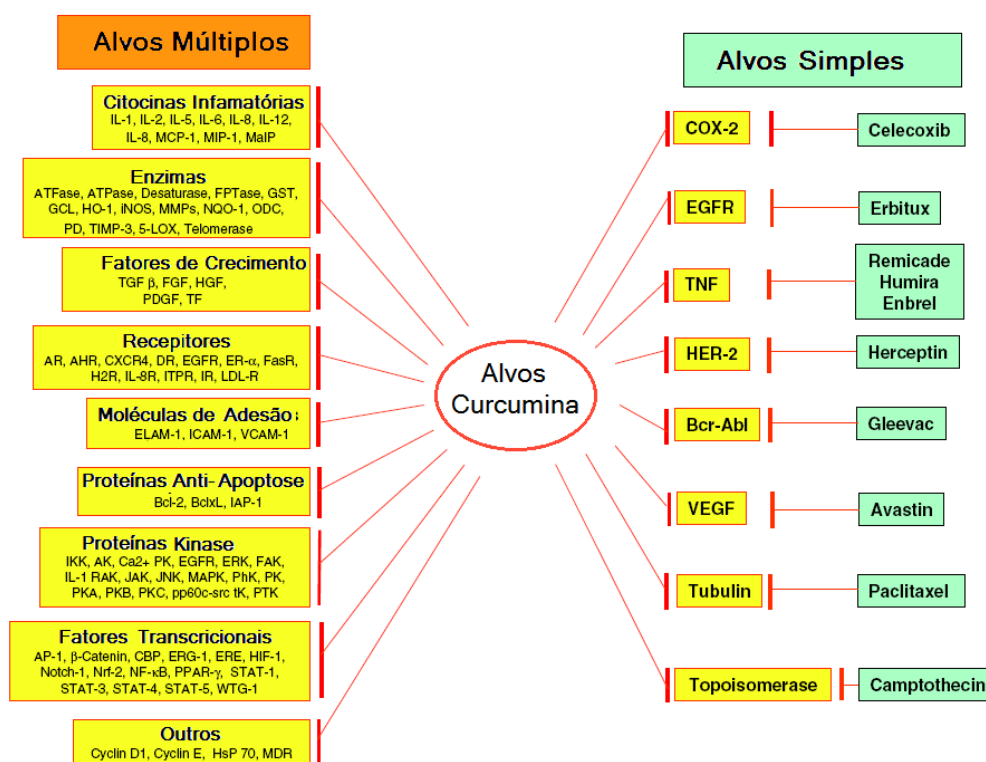 Alvos Múltiplos
Citocinas Infamatórias
IL-1, IL-2, IL-5, IL-6, IL-8, IL-12,
IL-8, MCP-1, MIP-1, MaIP
Enzimas
ATFase, ATPase, Desaturase, FPTase, GST,
GCL, HO-1, iNOS, MMPs, NQO-1, ODC,
PD, TIMP-3, 5-LOX, Telomerase
Fatores de Crecimento
TGF β, FGF, HGF,
PDGF, TF
Recepitores
AR, AHR, CXCR4, DR, EGFR, ER-α, FasR,
H2R, IL-8R, ITPR, IR, LDL-R
Moléculas de Adesão;
ELAM-1, ICAM-1, VCAM-1
Proteínas Anti-Apoptose
Bcl-2, BclxL, IAP-1
Proteínas Kinase
IKK, AK, Ca2+ PK, EGFR, ERK, FAK,
IL-1 RAK, JAK, JNK, MAPK, PhK, PK,
PKA, PKB, PKC, pp60c-src tK, PTK
Fatores Transcricionais
AP-1, β-Catenin, CBP, ERG-1, ERE, HIF-1,
Notch-1, Nrf-2, NF-κB, PPAR-γ, STAT-1,
STAT-3, STAT-4, STAT-5, WTG-1
Outros
Cyclin D1, Cyclin E, HsP 70, MDR
Alvos
Curcumina
Alvos Simples
COX-2
Celecoxib
EGFR
Erbitux
TNF
Remicade
Humira
Enbrel
HER-2
Herceptin
Bcr-Abl
Gleevac
VEGF
Avastin
Tubulin
Paclitaxel
Topoisomerase
Camptothecin